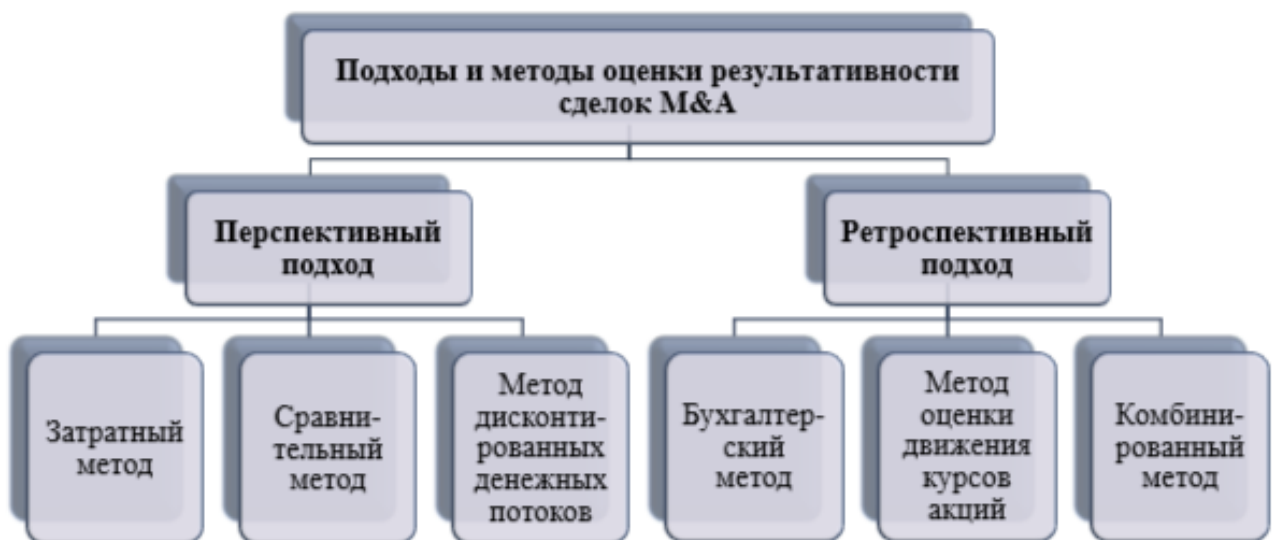 Подходы и методы оценки результативности
сделок M&A
Перспективный
подход
Ретроспективный
подход
Затратный
метод
Сравни-
тельный
метод
Метод
дисконти-
рованных
денежных
потоков
Бухгалтер-
ский
метод
Метод
оценки
движения
курсов
акций
Комбини-
рованный
метод